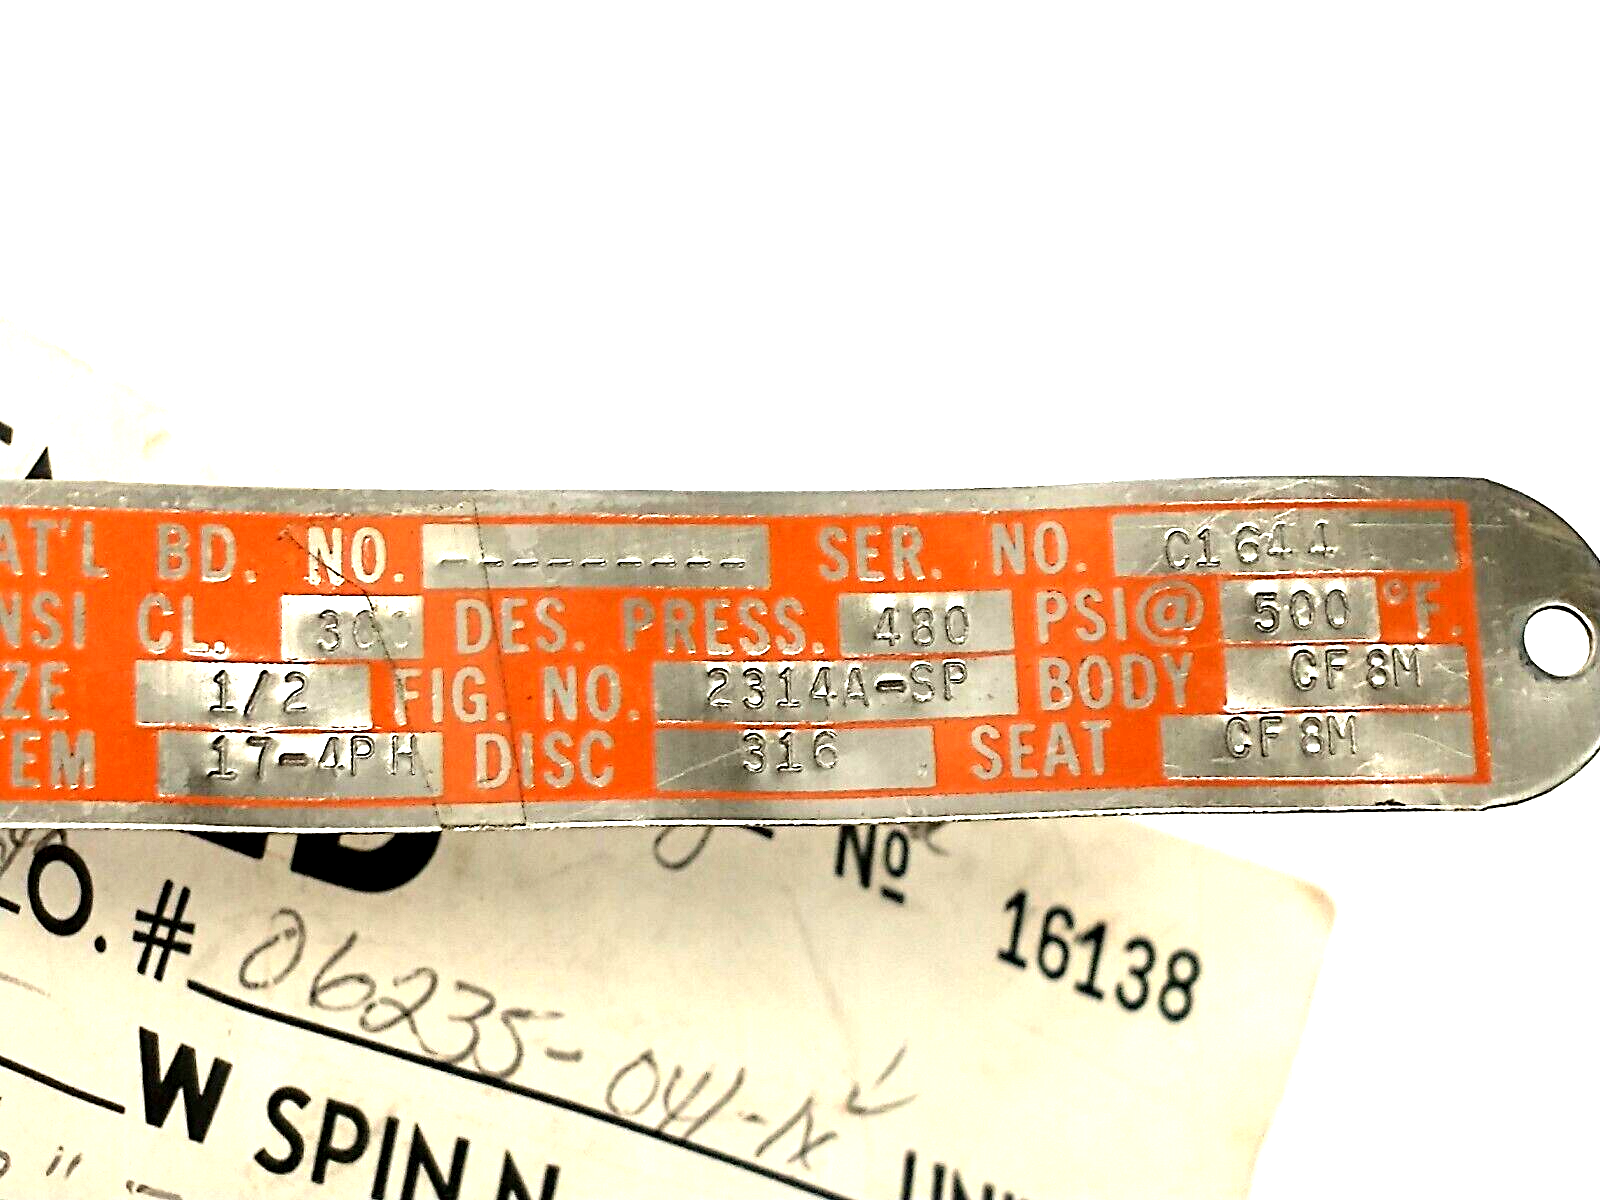 AT'L BD. NO. --------- SER. NO. C1644
NSI CL. 300 DES. PRESS. 480 PSI@ 500 °F.
ZE 1/2 FIG. NO. 2314A-SP BODY CF8M
EM 17-4PH DISC 316 SEAT CF8M
No
16138
O. # 06235-041-N
W SPIN N